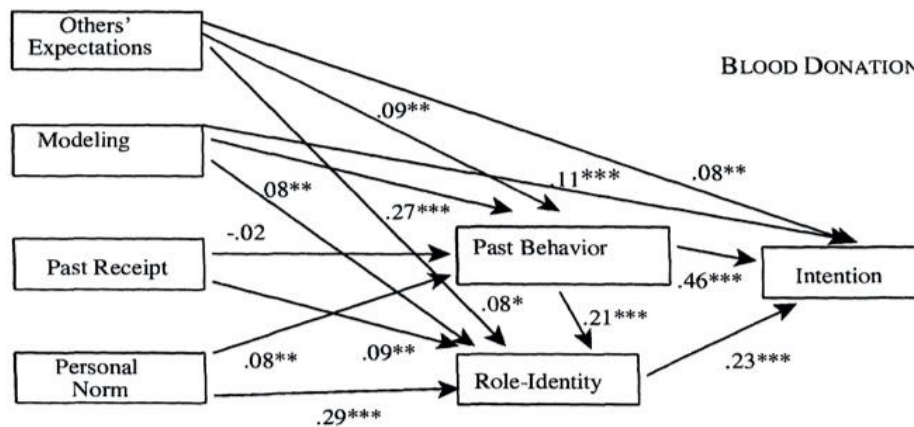 Others'
Expectations
BLOOD DONATION
.09**
Modeling
.08**
.11***
.08**
.27***
-.02
Past Behavior
Past Receipt
.46***
Intention
.08*
.21***
.08**
.09**
Personal
Norm
Role-Identity
.23***
.29***